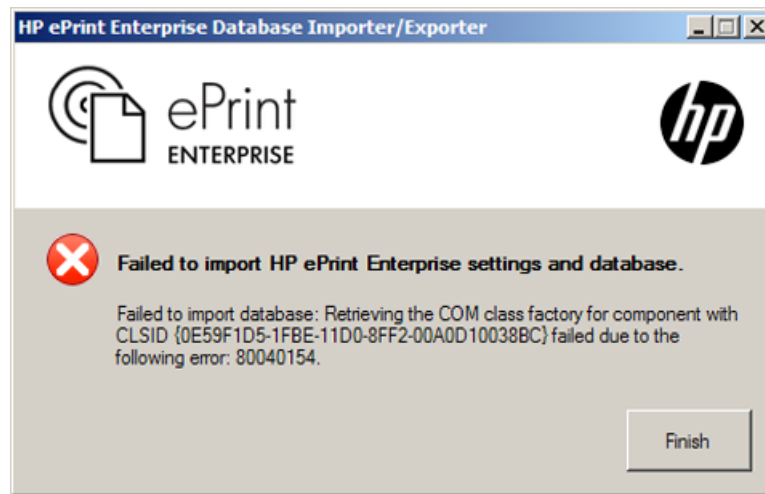 HP ePrint Enterprise Database Importer/Exporter
ePrint
ENTERPRISE
hp
Failed to import HP ePrint Enterprise settings and database.
Failed to import database: Retrieving the COM class factory for component with
CLSID {0E59F1D5-1FBE-11D0-8FF2-00A0D10038BC} failed due to the
following error: 80040154.
Finish